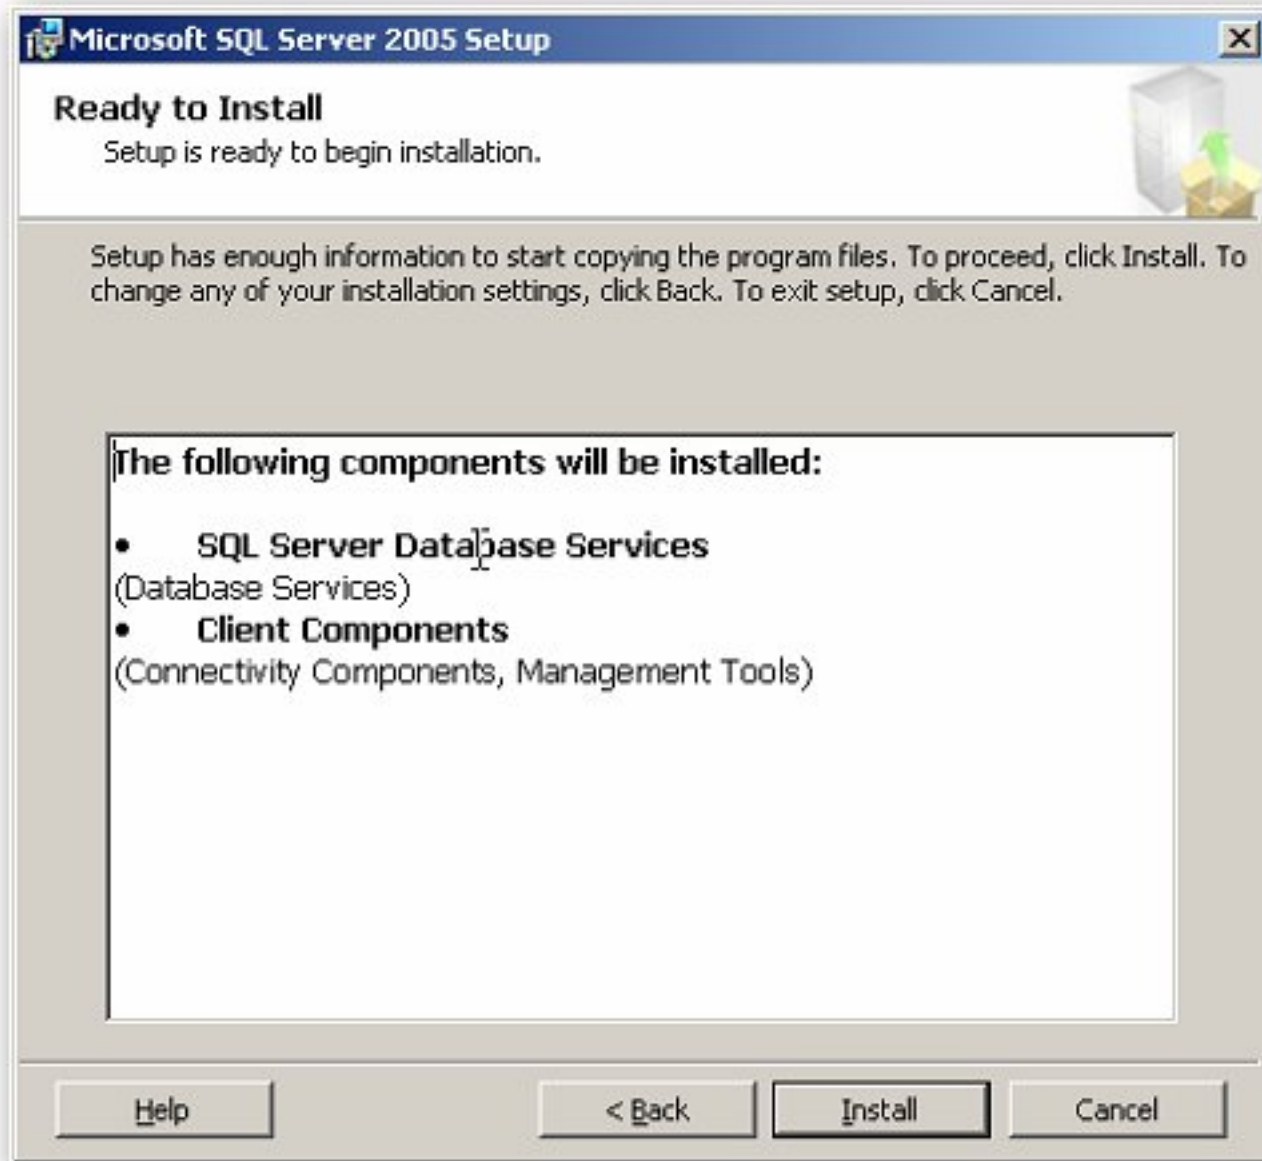 Microsoft SQL Server 2005 Setup
Ready to Install
Setup is ready to begin installation.
Setup has enough information to start copying the program files. To proceed, click Install. To
change any of your installation settings, click Back. To exit setup, click Cancel.
The following components will be installed:
• SQL Server Database Services
(Database Services)
• Client Components
(Connectivity Components, Management Tools)
Help < Back Install Cancel